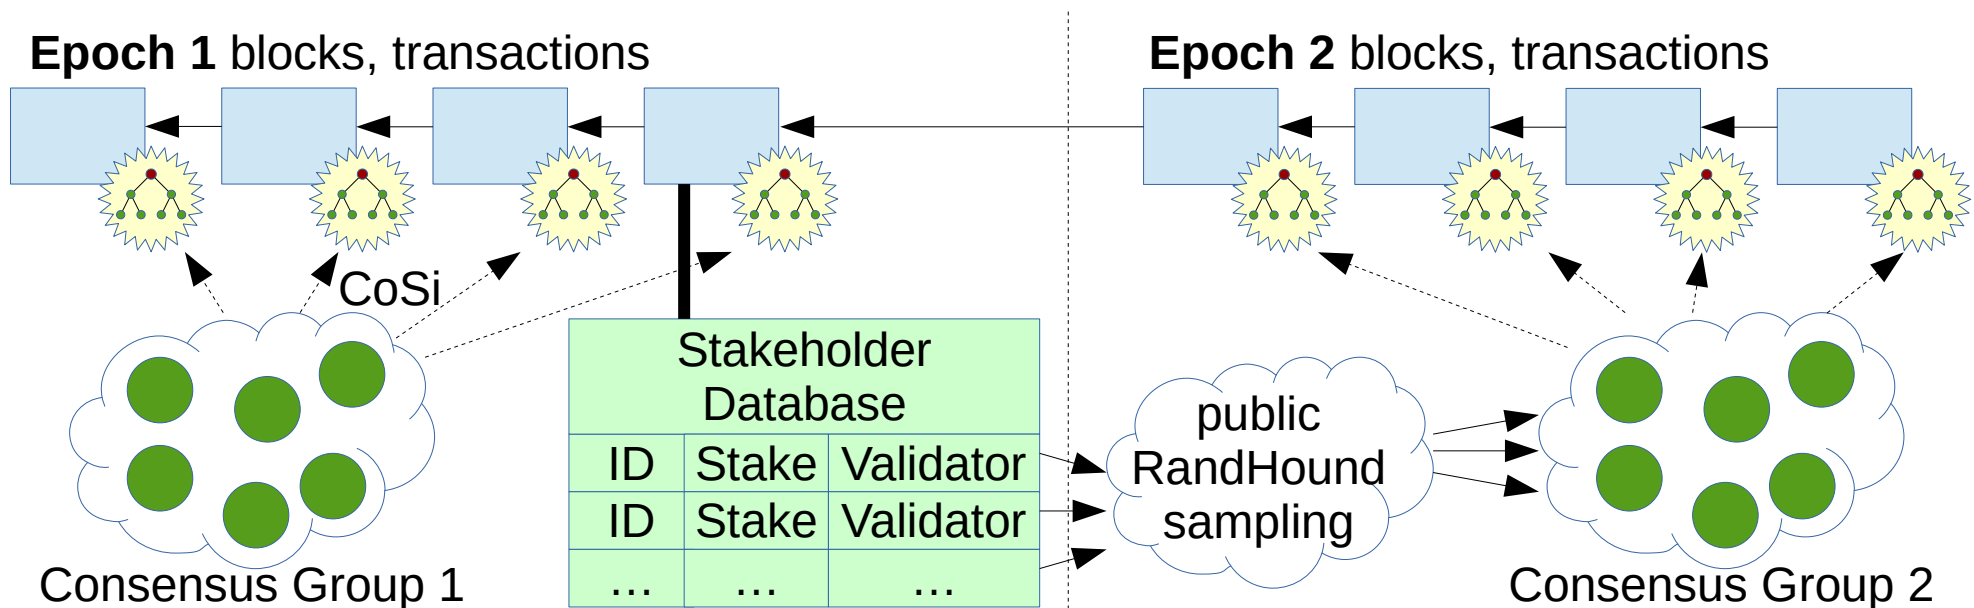 Epoch 1 blocks, transactions
Epoch 2 blocks, transactions
CoSi
Stakeholder
Database
ID Stake Validator
ID Stake Validator
... ... ...
public
RandHound
sampling
Consensus Group 1
Consensus Group 2